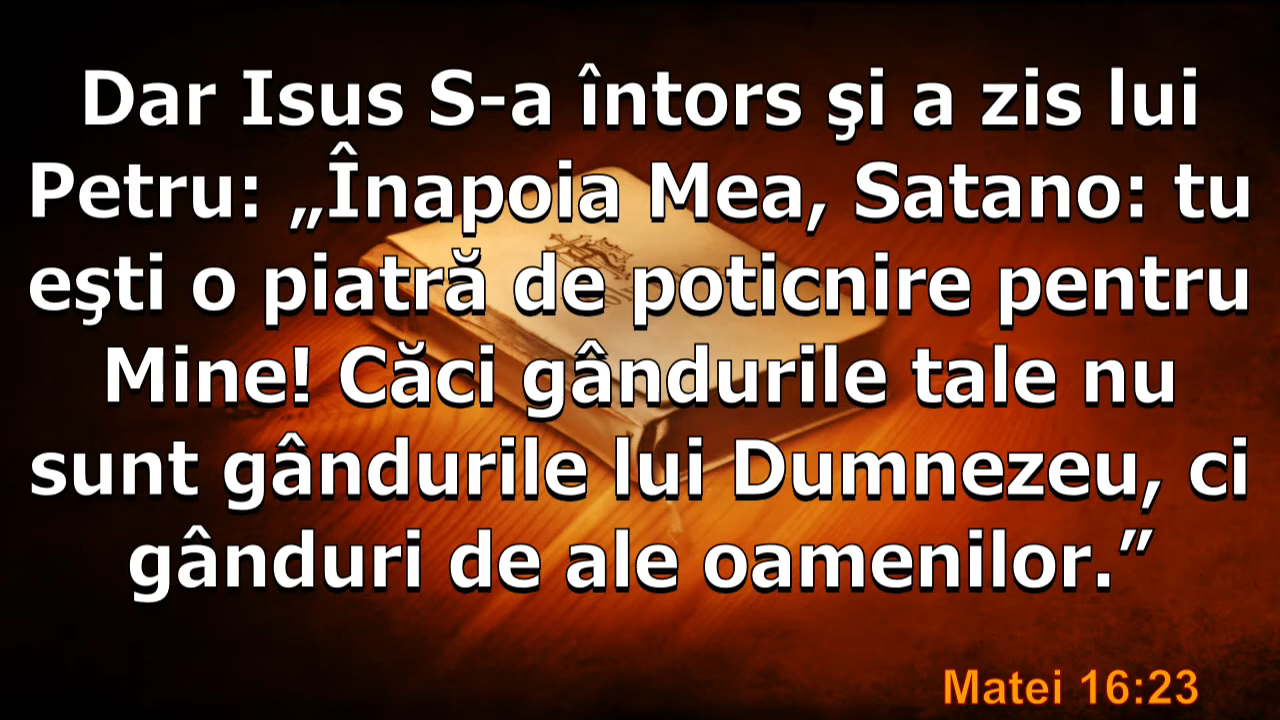 Dar Isus S-a întors şi a zis lui
Petru: „Înapoia Mea, Satano: tu
eşti o piatră de poticnire pentru
Mine! Căci gândurile tale nu
sunt gândurile lui Dumnezeu, ci
gânduri de ale oamenilor.”
Matei 16:23